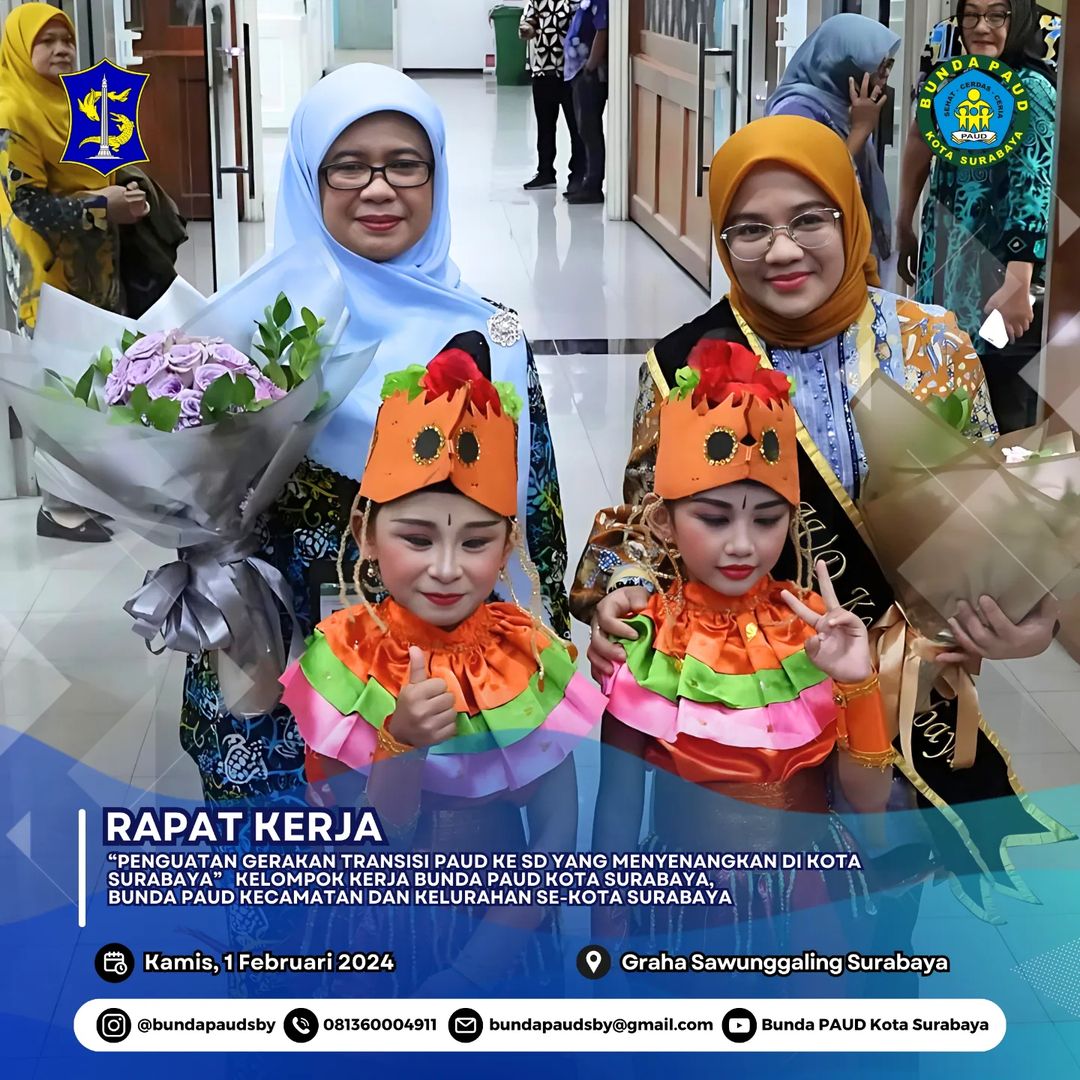 BUNDA PAUD
SEHAT - CERDAS - CERIA
PAUD
KOTA SURABAYA
RAPAT KERJA
“PENGUATAN GERAKAN TRANSISI PAUD KE SD YANG MENYENANGKAN DI KOTA
SURABAYA” KELOMPOK KERJA BUNDA PAUD KOTA SURABAYA,
BUNDA PAUD KECAMATAN DAN KELURAHAN SE-KOTA SURABAYA
Kamis, 1 Februari 2024
Graha Sawunggaling Surabaya
@bundapaudsby
081360004911
bundapaudsby@gmail.com
Bunda PAUD Kota Surabaya